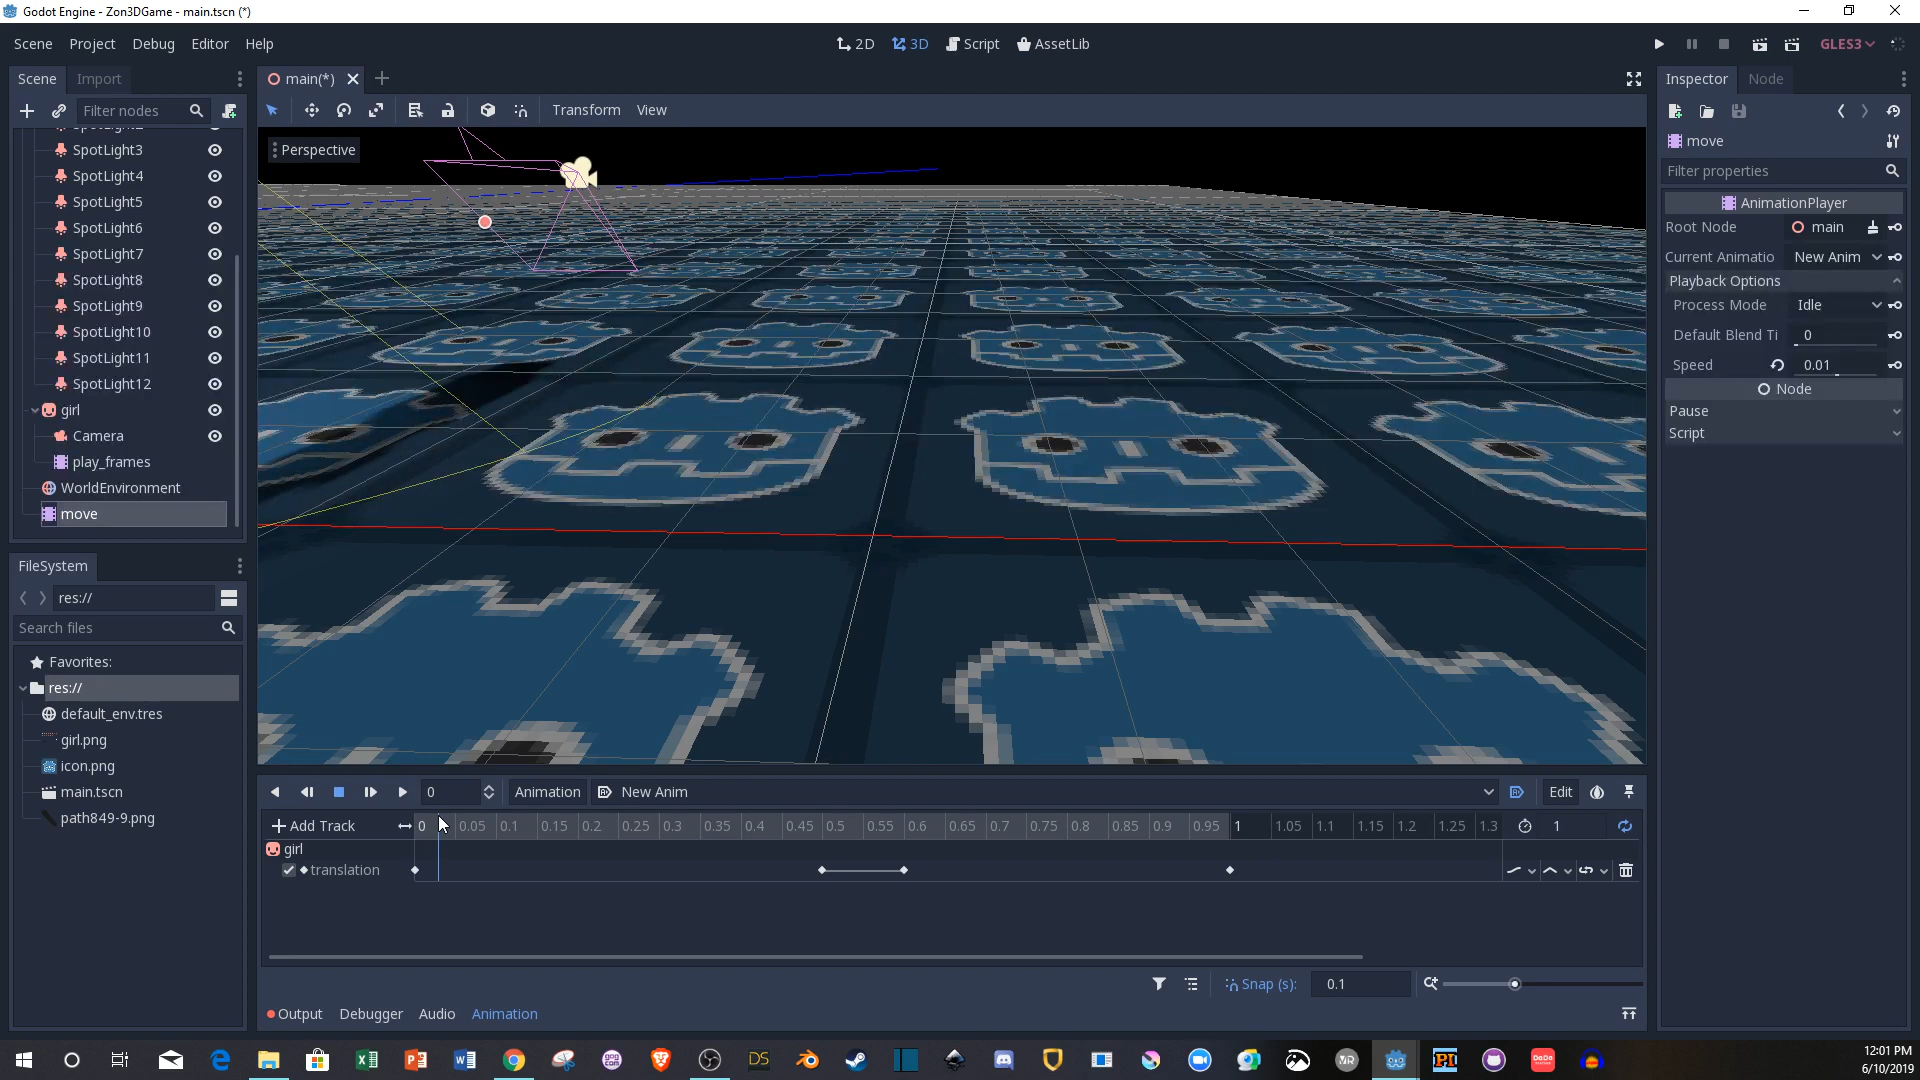 Godot Engine - Zon3DGame - main.tscn (*)
Scene Project Debug Editor Help
2D 3D Script AssetLib
GLES3
Scene Import
main(*)
Inspector Node
Filter nodes
Transform View
move
Perspective
Filter properties
SpotLight2
SpotLight3
SpotLight4
SpotLight5
SpotLight6
SpotLight7
SpotLight8
SpotLight9
SpotLight10
SpotLight11
SpotLight12
girl
Camera
play_frames
WorldEnvironment
move
AnimationPlayer
Root Node main
Current Animatio New Anim
Playback Options
Process Mode Idle
Default Blend Ti 0
Speed 0.01
Node
Pause
Script
FileSystem
res://
Search files
Favorites:
res://
default_env.tres
girl.png
icon.png
main.tscn
path849-9.png
0 Animation New Anim Edit
Add Track 0 0.05 0.1 0.15 0.2 0.25 0.3 0.35 0.4 0.45 0.5 0.55 0.6 0.65 0.7 0.75 0.8 0.85 0.9 0.95 1 1.05 1.1 1.15 1.2 1.25 1.3 1
girl
translation
Snap (s): 0.1
Output Debugger Audio Animation
12:01 PM
6/10/2019